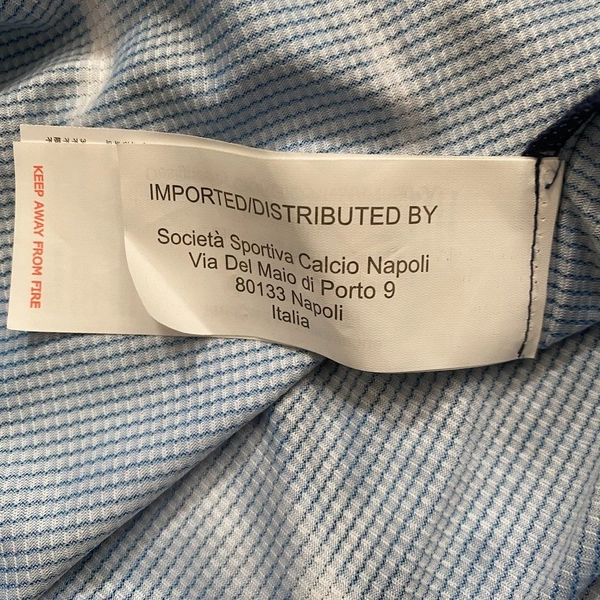 IMPORTED/DISTRIBUTED BY
Società Sportiva Calcio Napoli
Via Del Maio di Porto 9
80133 Napoli
Italia
KEEP AWAY FROM FIRE